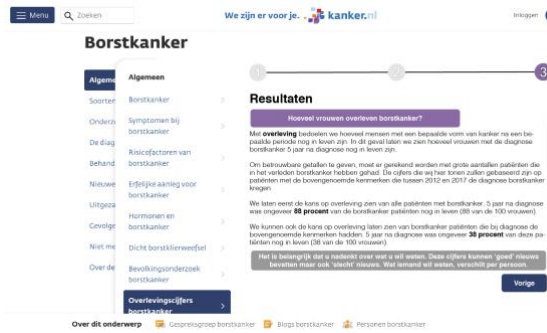 Menu
Zoeken
We zijn er voor je. kanker.nl
Inloggen
Borstkanker
1
2
3
Algeme
Soorten
Onderz
De diag
Behand
Nieuwe
Uitgeza
Gevolge
Niet me
Over de
Algemeen
Borstkanker
Symptomen bij
borstkanker
Risicofactoren van
borstkanker
Erfelijke aanleg voor
borstkanker
Hormonen en
borstkanker
Dicht borstklierweefsel
Bevolkingsonderzoek
borstkanker
Overlevingscijfers
borstkanker
Resultaten
Hoeveel vrouwen overleven borstkanker?
Met overleving bedoelen we hoeveel mensen met een bepaalde vorm van kanker na een be-
paalde periode nog in leven zijn. In dit geval laten we zien hoeveel vrouwen met de diagnose
borstkanker 5 jaar na diagnose nog in leven zijn.
Om betrouwbare getallen te geven, moet er gerekend worden met grote aantallen patiënten die
in het verleden borstkanker hebben gehad. De cijfers die wij hier tonen zullen gebaseerd zijn op
patiënten met de bovengenoemde kenmerken die tussen 2012 en 2017 de diagnose borstkanker
kregen.
We laten eerst de kans op overleving zien van alle patiënten met borstkanker. 5 jaar na diagnose
was ongeveer 88 procent van de borstkanker patiënten nog in leven (88 van de 100 vrouwen).
We kunnen ook de kans op overleving laten zien van borstkanker patiënten die bij diagnose de
bovengenoemde kenmerken hadden. 5 jaar na diagnose was ongeveer 38 procent van deze pa-
tiënten nog in leven (38 van de 100 vrouwen).
Het is belangrijk dat u nadenkt over wat u wil weten. Deze cijfers kunnen 'goed' nieuws
bevatten maar ook 'slecht' nieuws. Wat iemand wil weten, verschilt per persoon.
Vorige
Over dit onderwerp
Gespreksgroep borstkanker
Blogs borstkanker
Personen borstkanker